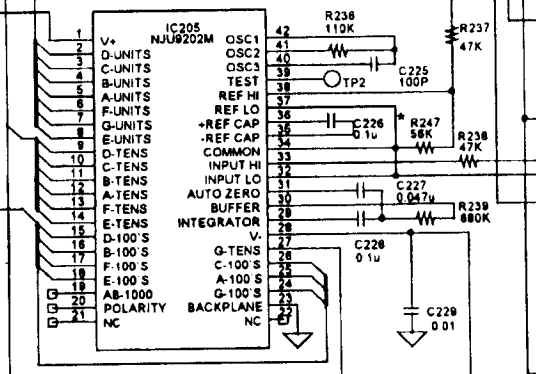 IC205
NJU9202M
1 V+
2 D-UNITS
3 C-UNITS
4 B-UNITS
5 A-UNITS
6 F-UNITS
7 G-UNITS
8 E-UNITS
9 D-TENS
10 C-TENS
11 B-TENS
12 A-TENS
13 F-TENS
14 E-TENS
15 D-100'S
16 B-100'S
17 F-100'S
18 E-100'S
19 AB-1000
20 POLARITY
21 NC
OSC1 42
OSC2 41
OSC3 40
TEST 39
REF HI 38
REF LO 37
+REF CAP 36
-REF CAP 35
COMMON 34
INPUT HI 33
INPUT LO 32
AUTO ZERO 31
BUFFER 30
INTEGRATOR 29
V- 28
G-TENS 27
C-100'S 26
A-100'S 25
G-100'S 24
BACKPLANE 23
NC 22
R236
110K
C225
100P
TP2
R237
47K
C226
0.1u
*
R247
56K
R238
47K
C227
0.047u
R239
680K
C228
0.1u
C229
0.01